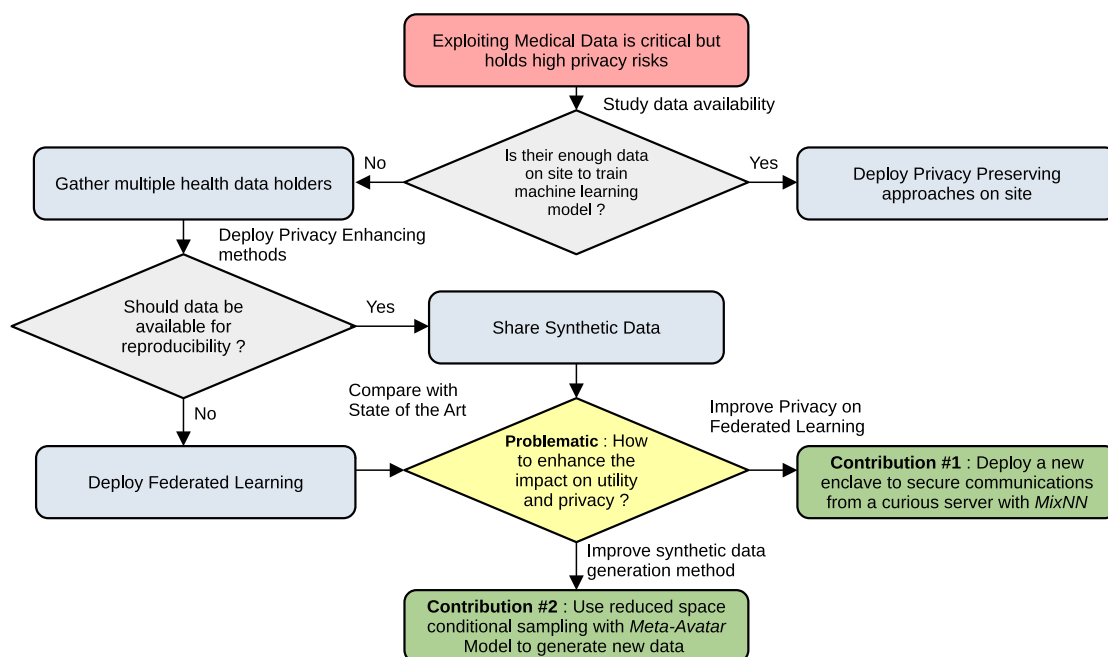 Exploiting Medical Data is critical but
holds high privacy risks
Study data availability
Is their enough data
on site to train
machine learning
model ?
No
Yes
Gather multiple health data holders
Deploy Privacy Preserving
approaches on site
Deploy Privacy Enhancing
methods
Should data be
available for
reproducibility ?
Yes
Share Synthetic Data
No
Compare with
State of the Art
Improve Privacy on
Federated Learning
Deploy Federated Learning
Problematic : How
to enhance the
impact on utility
and privacy ?
Contribution #1 : Deploy a new
enclave to secure communications
from a curious server with MixNN
Improve synthetic data
generation method
Contribution #2 : Use reduced space
conditional sampling with Meta-Avatar
Model to generate new data